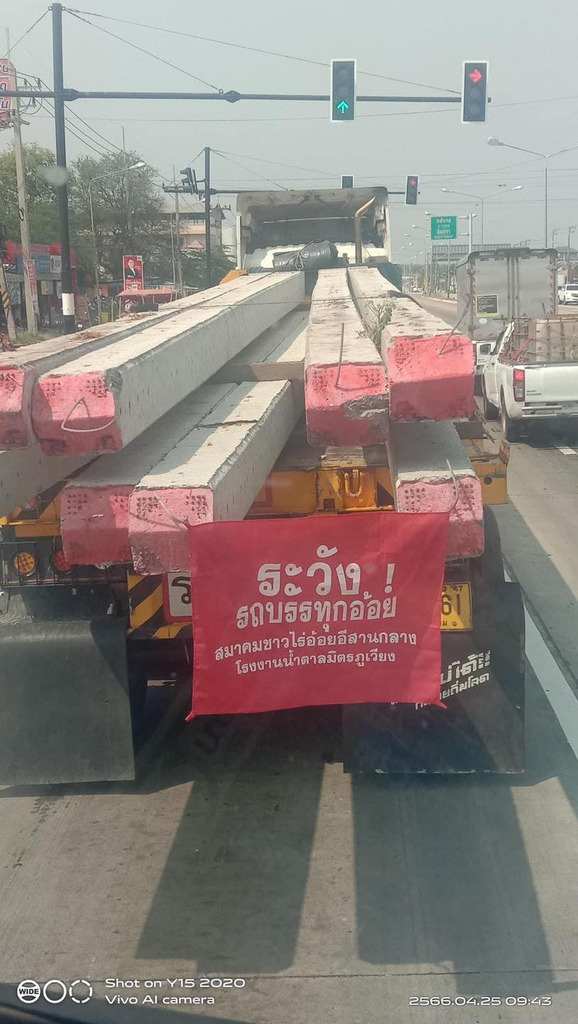 ระวัง !
รถบรรทุกอ้อย
สมาคมชาวไร่อ้อยอีสานกลาง
โรงงานน้ำตาลมิตรภูเวียง
61
Shot on Y15 2020
Vivo AI camera
WIDE
2566.04.25 09:43